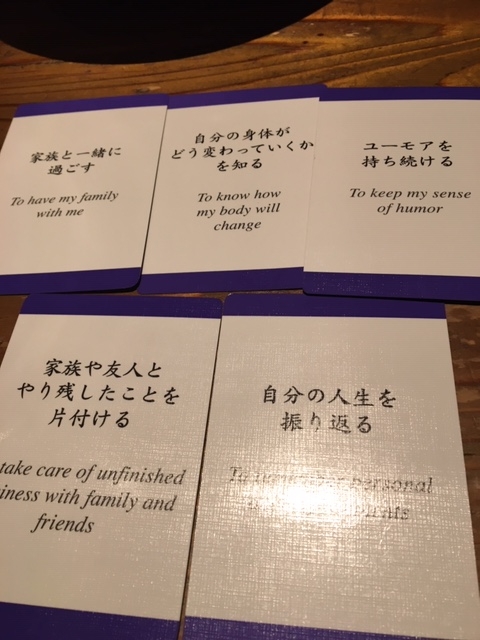 家族と一緒に
過ごす
To have my family
with me
自分の身体が
どう変わっていくか
を知る
To know how
my body will
change
ユーモアを
持ち続ける
To keep my sense
of humor
家族や友人と
やり残したことを
片付ける
take care of unfinished
iness with family and
friends
自分の人生を
振り返る
To remember personal